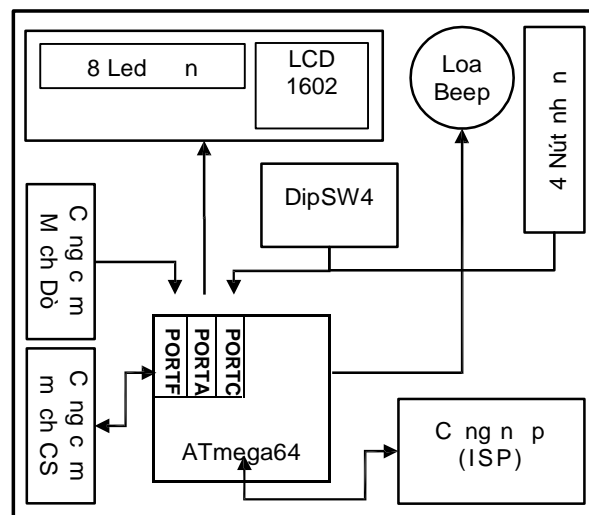 8 Led n
LCD
1602
Loa
Beep
4 Nút nh n
C ng c m
M ch Dò
DipSW4
PORTF
PORTA
PORTC
C ng c m
m ch CS
ATmega64
C ng n p
(ISP)